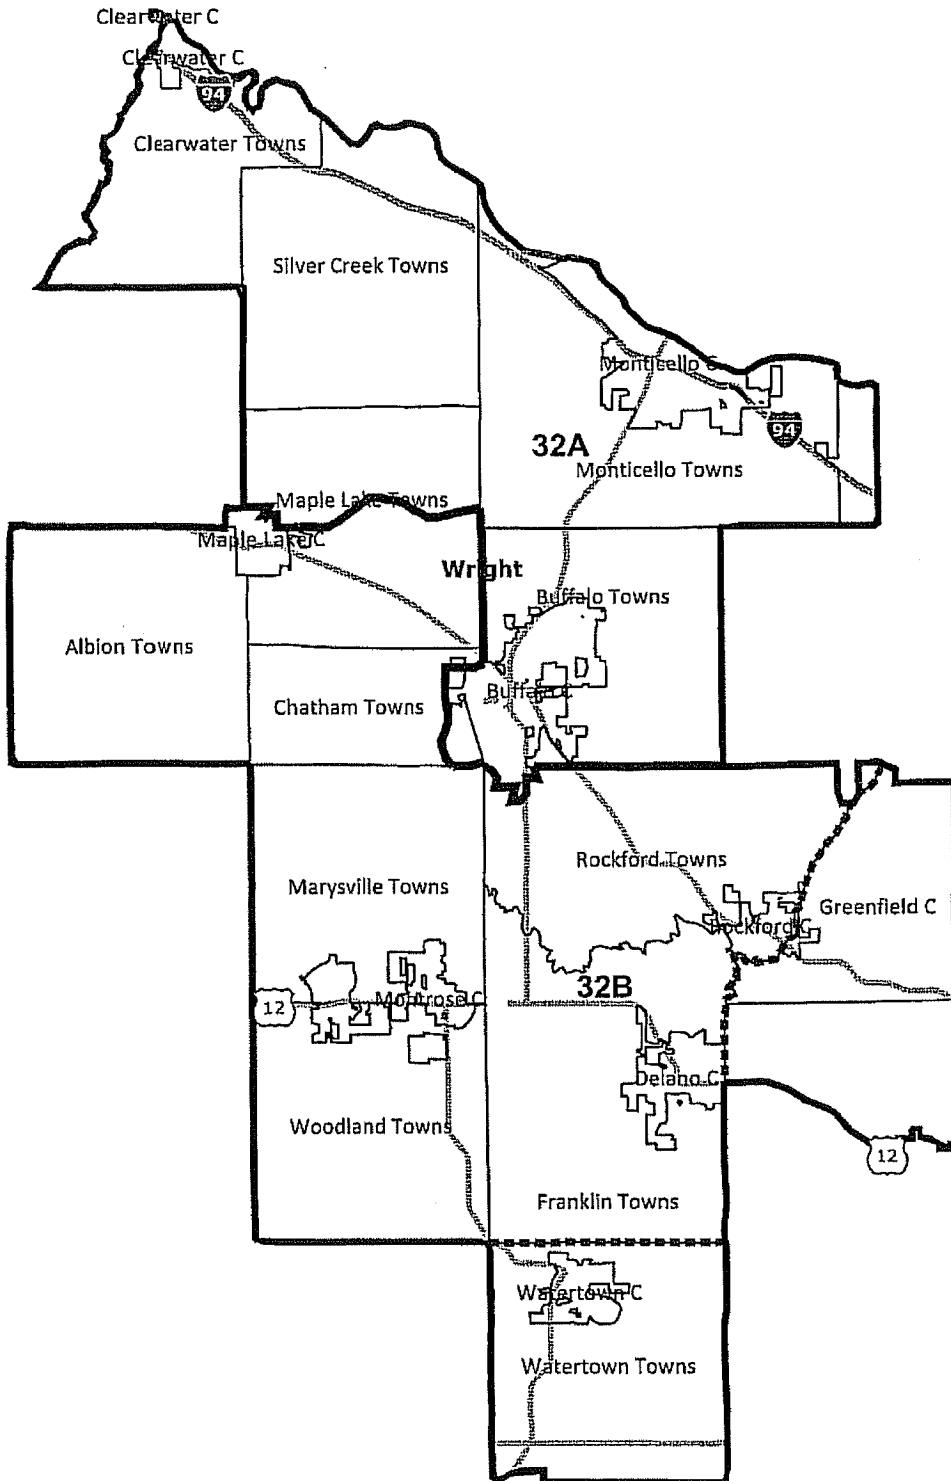 Clearwater C
Clearwater C
94
Clearwater Towns
Silver Creek Towns
Monticello C
94
32A
Monticello Towns
Maple Lake Towns
Maple Lake C
Wright
Buffalo Towns
Albion Towns
Buffalo C
Chatham Towns
Rockford Towns
Marysville Towns
Greenfield C
Rockford C
32B
Montrose C
12
Delano C
Woodland Towns
12
Franklin Towns
Watertown C
Watertown Towns